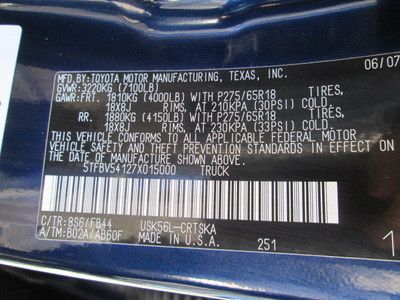 MFD BY: TOYOTA MOTOR MANUFACTURING, TEXAS, INC. 06/07
GVWR: 3220KG (7100LB)
GAWR: FRT. 1810KG (4000LB) WITH P275/65R18 TIRES,
18X8J RIMS, AT 210KPA (30PSI) COLD.
RR. 1880KG (4150LB) WITH P275/65R18 TIRES,
18X8J RIMS, AT 230KPA (33PSI) COLD.
THIS VEHICLE CONFORMS TO ALL APPLICABLE FEDERAL MOTOR
VEHICLE SAFETY STANDARDS IN EFFECT ON THE DATE OF
MANUFACTURE SHOWN ABOVE.
5TFBV54127X015000 TRUCK
C/TR: 8S6/FB44 USK56L-CRTSKA
A/TM: B02A/AB60F MADE IN U.S.A. 251 1